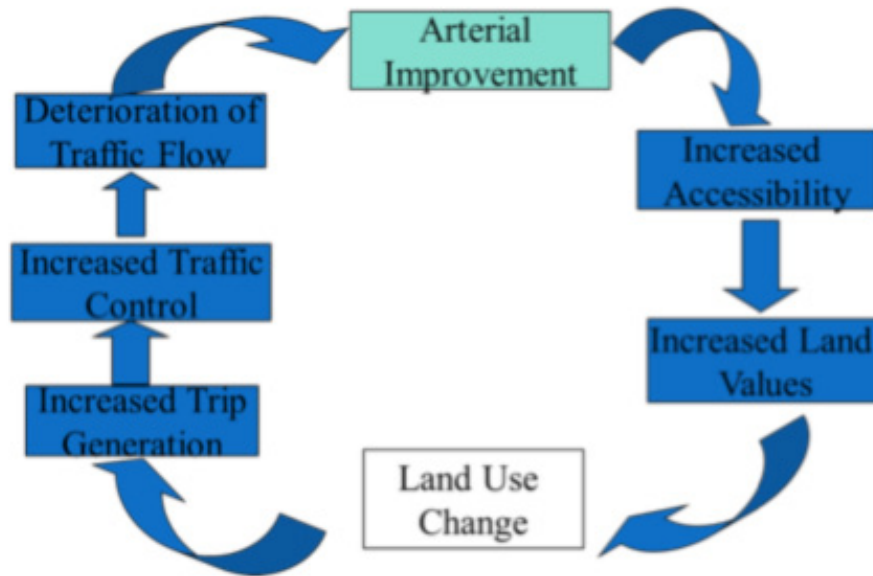 Arterial
Improvement
Increased
Accessibility
Increased Land
Values
Land Use
Change
Increased Trip
Generation
Increased Traffic
Control
Deterioration of
Traffic Flow